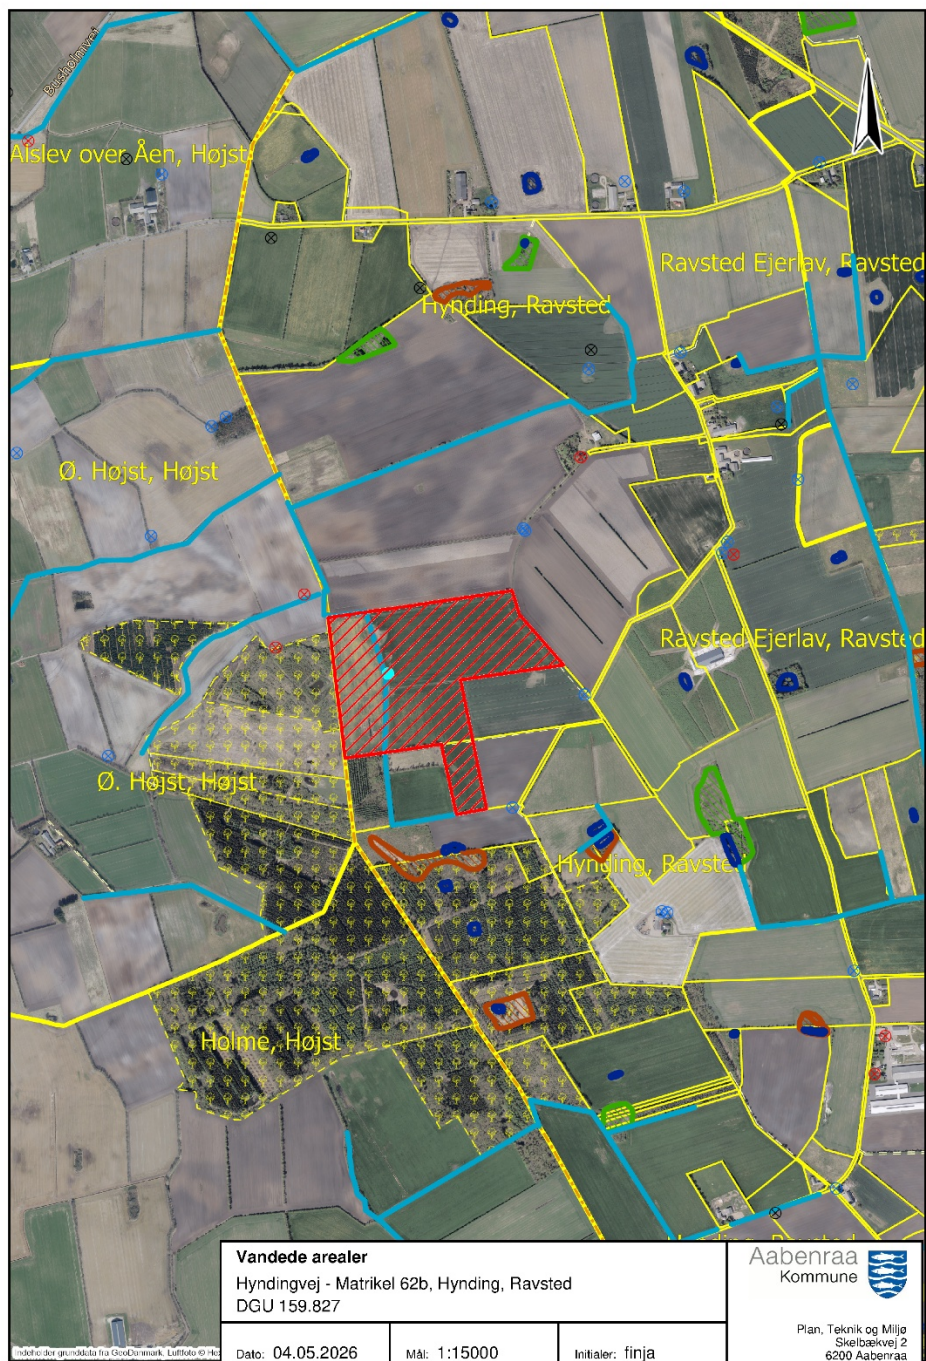 Busholmvej
Alslev over Åen, Højst
Ravsted Ejerlav, Ravsted
Hynding, Ravsted
Ø. Højst, Højst
Ravsted Ejerlav, Ravsted
Ø. Højst, Højst
Hynding, Ravsted
Holme, Højst
Vandede arealer
Hyndingvej - Matrikel 62b, Hynding, Ravsted
DGU 159.827
Aabenraa
Kommune
Plan, Teknik og Miljø
Skelbækvej 2
6200 Aabenraa
Indeholder grunddata fra GeoDanmark, Luftfoto ©
Dato: 04.05.2026
Mål: 1:15000
Initialer: finja